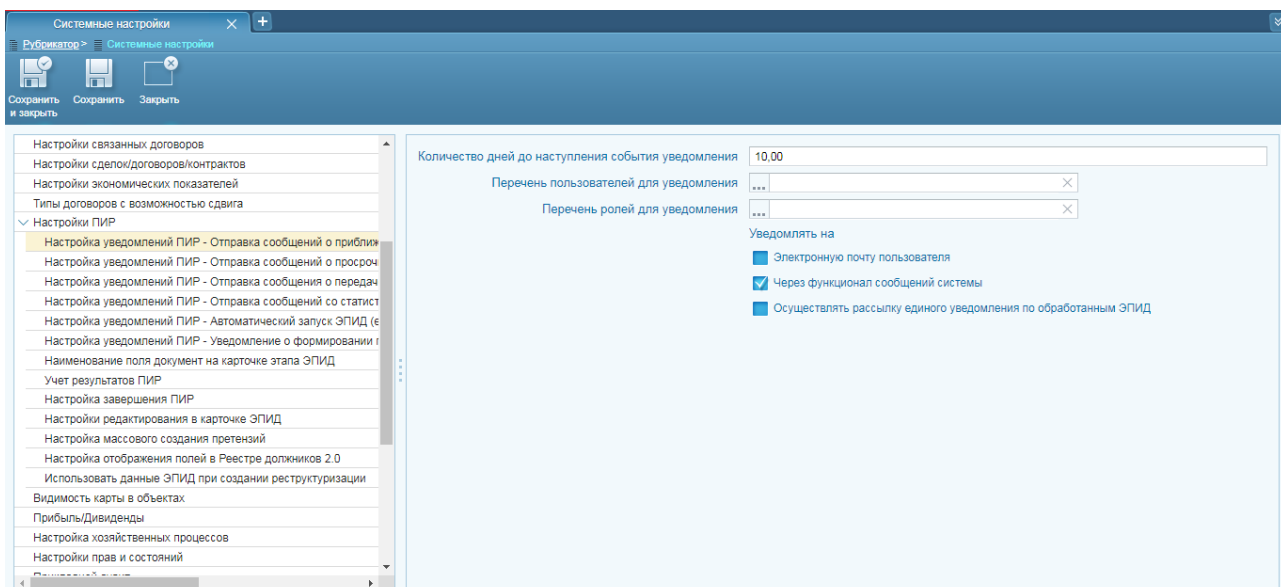 Системные настройки
Рубрикатор > Системные настройки
Сохранить и закрыть
Сохранить
Закрыть
Настройки связанных договоров
Настройки сделок/договоров/контрактов
Настройки экономических показателей
Типы договоров с возможностью сдвига
Настройки ПИР
Настройка уведомлений ПИР - Отправка сообщений о приближ
Настройка уведомлений ПИР - Отправка сообщений о просроч
Настройка уведомлений ПИР - Отправка сообщения о передач
Настройка уведомлений ПИР - Отправка сообщений со статист
Настройка уведомлений ПИР - Автоматический запуск ЭПИД (е
Настройка уведомлений ПИР - Уведомление о формировании
Наименование поля документ на карточке этапа ЭПИД
Учет результатов ПИР
Настройка завершения ПИР
Настройки редактирования в карточке ЭПИД
Настройка массового создания претензий
Настройка отображения полей в Реестре должников 2.0
Использовать данные ЭПИД при создании реструктуризации
Видимость карты в объектах
Прибыль/Дивиденды
Настройка хозяйственных процессов
Настройки прав и состояний
Количество дней до наступления события уведомления 10,00
Перечень пользователей для уведомления ...
Перечень ролей для уведомления ...
Уведомлять на
Электронную почту пользователя
Через функционал сообщений системы
Осуществлять рассылку единого уведомления по обработанным ЭПИД